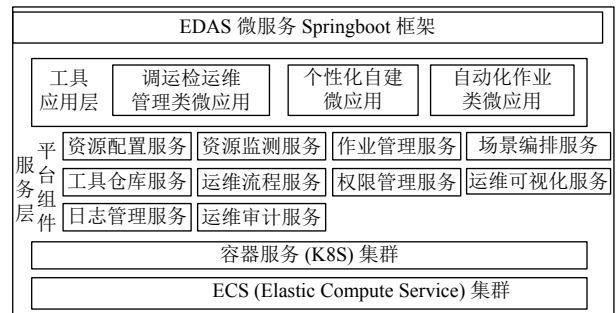 EDAS 微服务 Springboot 框架
工具
应用层
调运检运维
管理类微应用
个性化自建
微应用
自动化作业
类微应用
服务层
平台组件
资源配置服务 资源监测服务 作业管理服务 场景编排服务
工具仓库服务 运维流程服务 权限管理服务 运维可视化服务
日志管理服务 运维审计服务
容器服务 (K8S) 集群
ECS (Elastic Compute Service) 集群